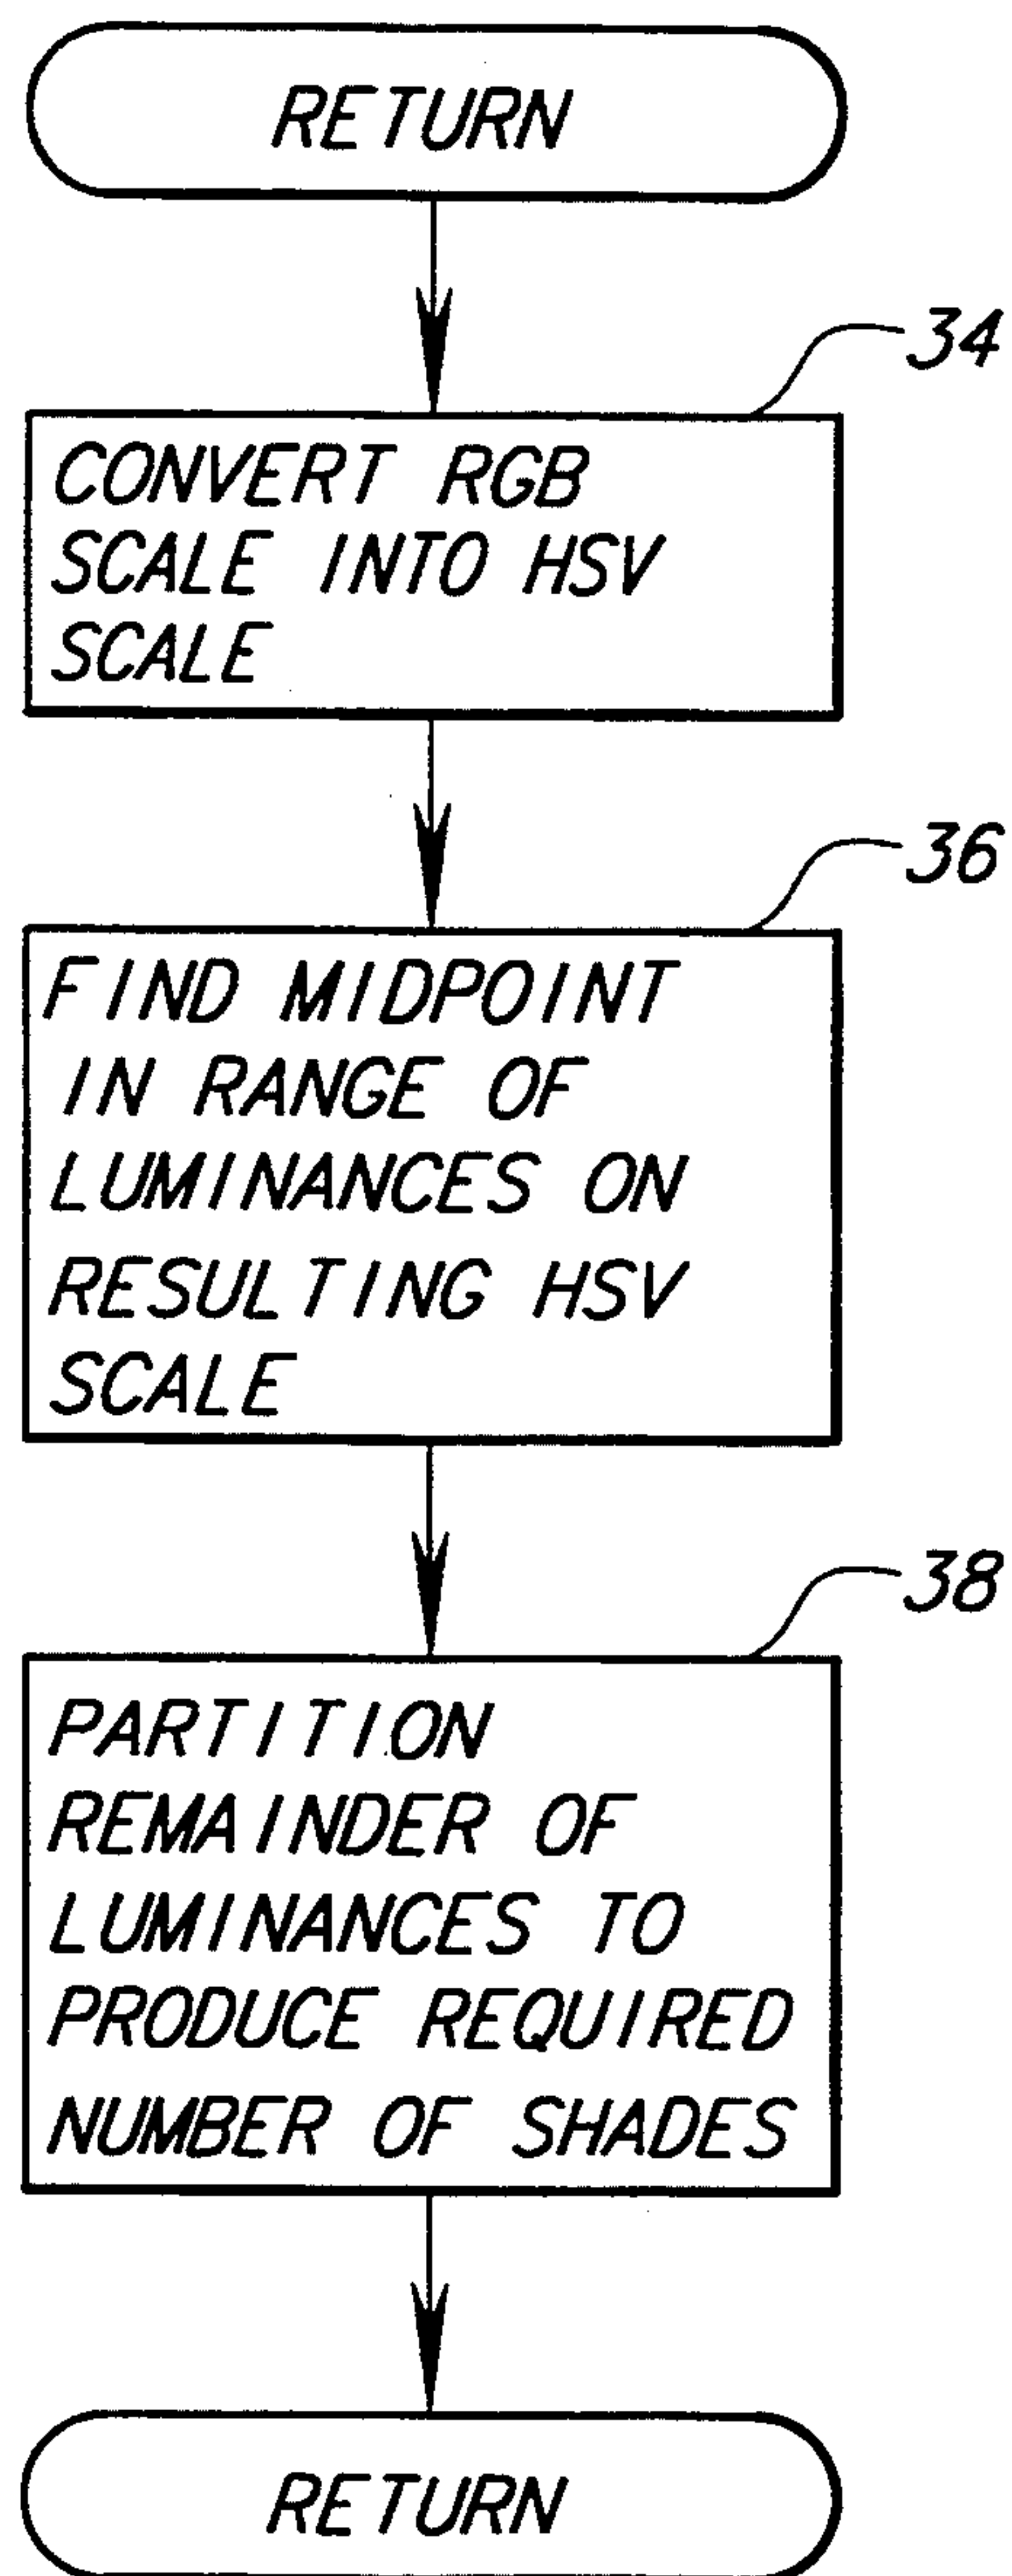 RETURN
34
CONVERT RGB
SCALE INTO HSV
SCALE
36
FIND MIDPOINT
IN RANGE OF
LUMINANCES ON
RESULTING HSV
SCALE
38
PARTITION
REMAINDER OF
LUMINANCES TO
PRODUCE REQUIRED
NUMBER OF SHADES
RETURN